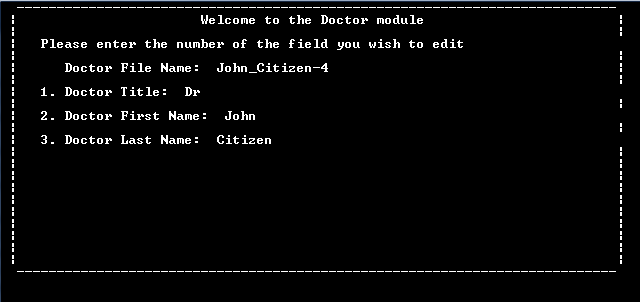 Welcome to the Doctor module
Please enter the number of the field you wish to edit
Doctor File Name: John_Citizen-4
1. Doctor Title: Dr
2. Doctor First Name: John
3. Doctor Last Name: Citizen